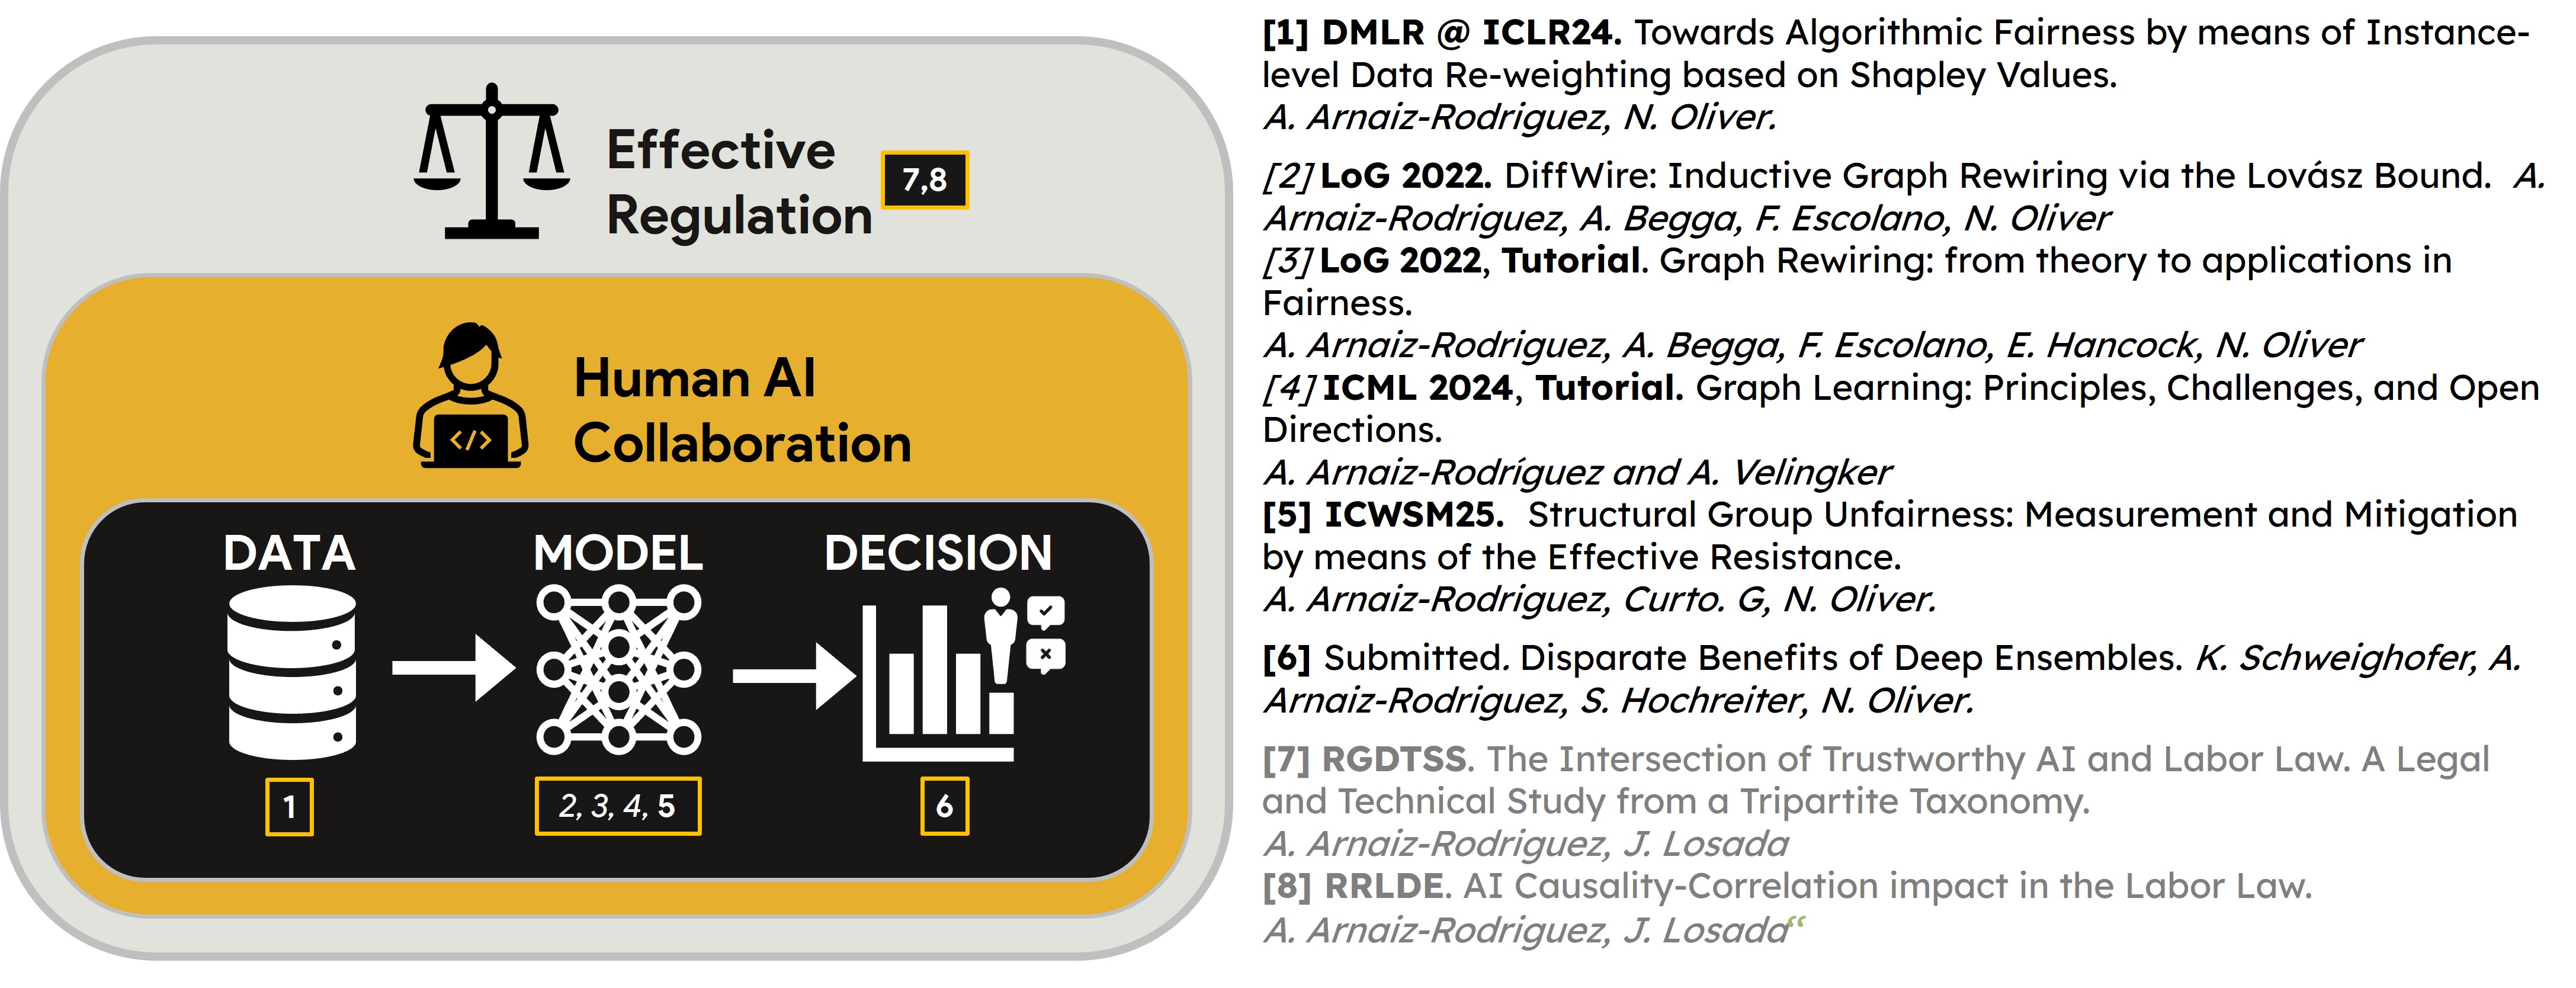 Effective
Regulation
7,8
Human AI
Collaboration
</>
DATA
MODEL
DECISION
1
2, 3, 4, 5
6
[1] DMLR @ ICLR24. Towards Algorithmic Fairness by means of Instance-
level Data Re-weighting based on Shapley Values.
A. Arnaiz-Rodriguez, N. Oliver.
[2] LoG 2022. DiffWire: Inductive Graph Rewiring via the Lovász Bound. A.
Arnaiz-Rodriguez, A. Begga, F. Escolano, N. Oliver
[3] LoG 2022, Tutorial. Graph Rewiring: from theory to applications in
Fairness.
A. Arnaiz-Rodriguez, A. Begga, F. Escolano, E. Hancock, N. Oliver
[4] ICML 2024, Tutorial. Graph Learning: Principles, Challenges, and Open
Directions.
A. Arnaiz-Rodríguez and A. Velingker
[5] ICWSM25. Structural Group Unfairness: Measurement and Mitigation
by means of the Effective Resistance.
A. Arnaiz-Rodriguez, Curto. G, N. Oliver.
[6] Submitted. Disparate Benefits of Deep Ensembles. K. Schweighofer, A.
Arnaiz-Rodriguez, S. Hochreiter, N. Oliver.
[7] RGDTSS. The Intersection of Trustworthy AI and Labor Law. A Legal
and Technical Study from a Tripartite Taxonomy.
A. Arnaiz-Rodriguez, J. Losada
[8] RRLDE. AI Causality-Correlation impact in the Labor Law.
A. Arnaiz-Rodriguez, J. Losada“